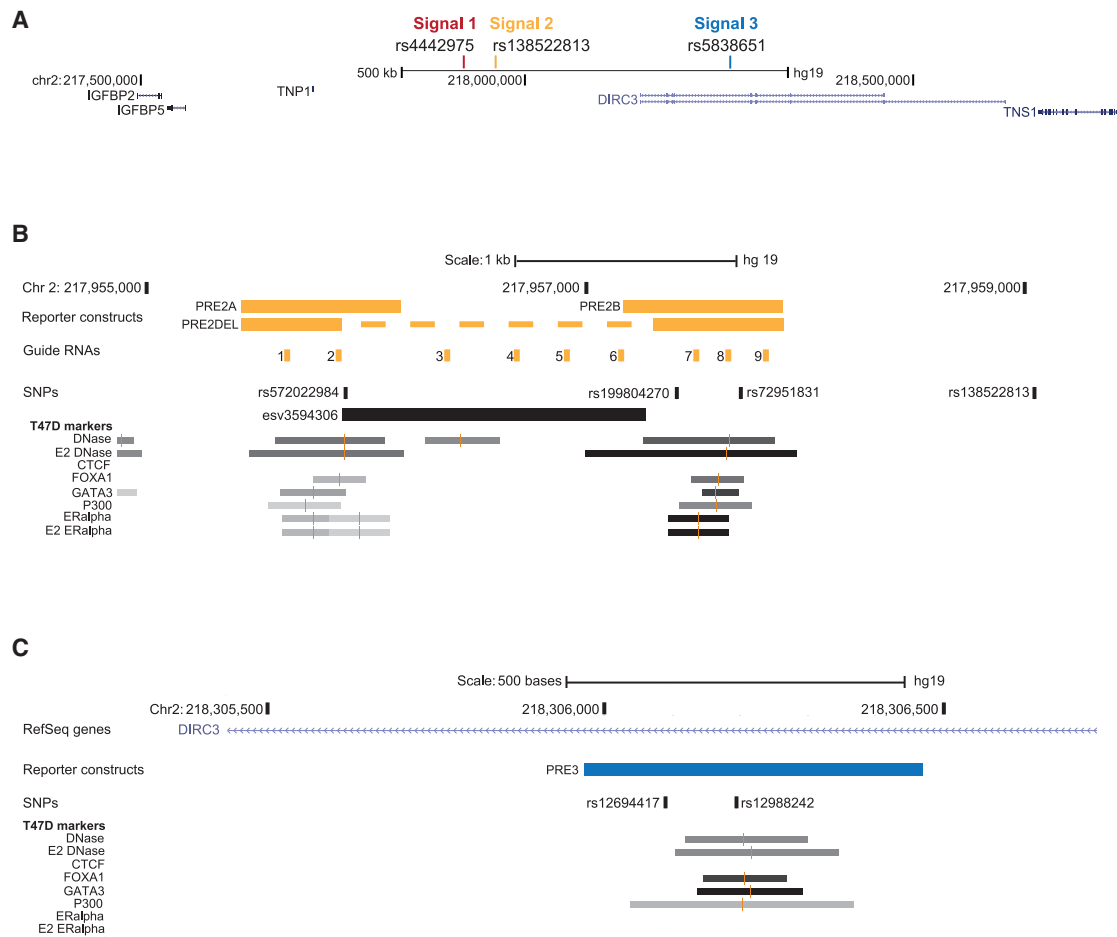 A
Signal 1 Signal 2 Signal 3
rs4442975 rs138522813 rs5838651
500 kb hg19
chr2: 217,500,000 218,000,000 218,500,000
IGFBP2 TNP1 DIRC3
IGFBP5 TNS1
B
Scale: 1 kb hg 19
Chr 2: 217,955,000 217,957,000 217,959,000
Reporter constructs PRE2A PRE2B
PRE2DEL
Guide RNAs 1 2 3 4 5 6 7 8 9
SNPs rs572022984 rs199804270 rs72951831 rs138522813
esv3594306
T47D markers
DNase
E2 DNase
CTCF
FOXA1
GATA3
P300
ERalpha
E2 ERalpha
C
Scale: 500 bases hg19
Chr2: 218,305,500 218,306,000 218,306,500
RefSeq genes DIRC3
Reporter constructs PRE3
SNPs rs12694417 rs12988242
T47D markers
DNase
E2 DNase
CTCF
FOXA1
GATA3
P300
ERalpha
E2 ERalpha